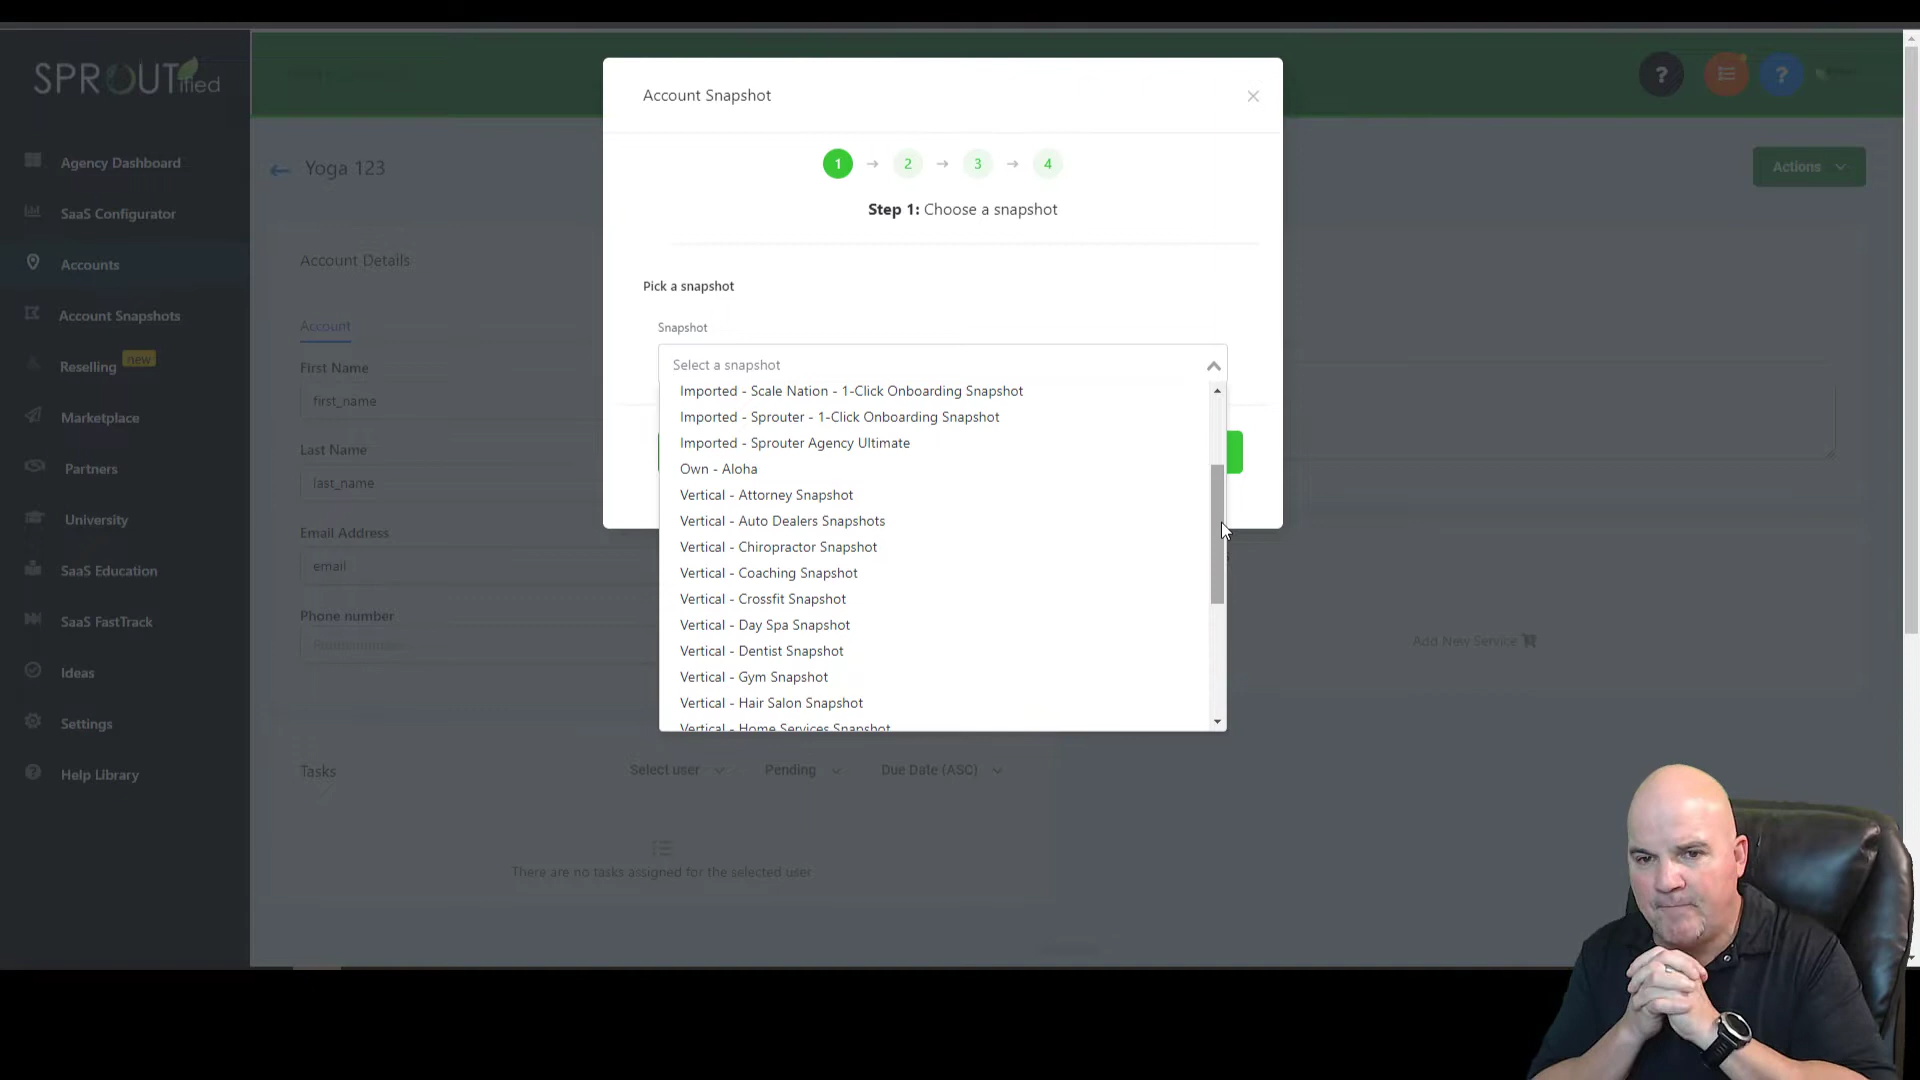 SPROUTified
Agency Dashboard
SaaS Configurator
Accounts
Account Snapshots
Reselling new
Marketplace
Partners
University
SaaS Education
SaaS FastTrack
Ideas
Settings
Help Library
? ?
Yoga 123
Actions
Account Details
Account
First Name
first_name
Last Name
last_name
Email Address
email
Phone number
Phone number
Add New Service
Tasks
Select user
Pending
Due Date (ASC)
There are no tasks assigned for the selected user
Account Snapshot
1 → 2 → 3 → 4
Step 1: Choose a snapshot
Pick a snapshot
Snapshot
Select a snapshot
Imported - Scale Nation - 1-Click Onboarding Snapshot
Imported - Sprouter - 1-Click Onboarding Snapshot
Imported - Sprouter Agency Ultimate
Own - Aloha
Vertical - Attorney Snapshot
Vertical - Auto Dealers Snapshots
Vertical - Chiropractor Snapshot
Vertical - Coaching Snapshot
Vertical - Crossfit Snapshot
Vertical - Day Spa Snapshot
Vertical - Dentist Snapshot
Vertical - Gym Snapshot
Vertical - Hair Salon Snapshot
Vertical - Home Services Snapshot